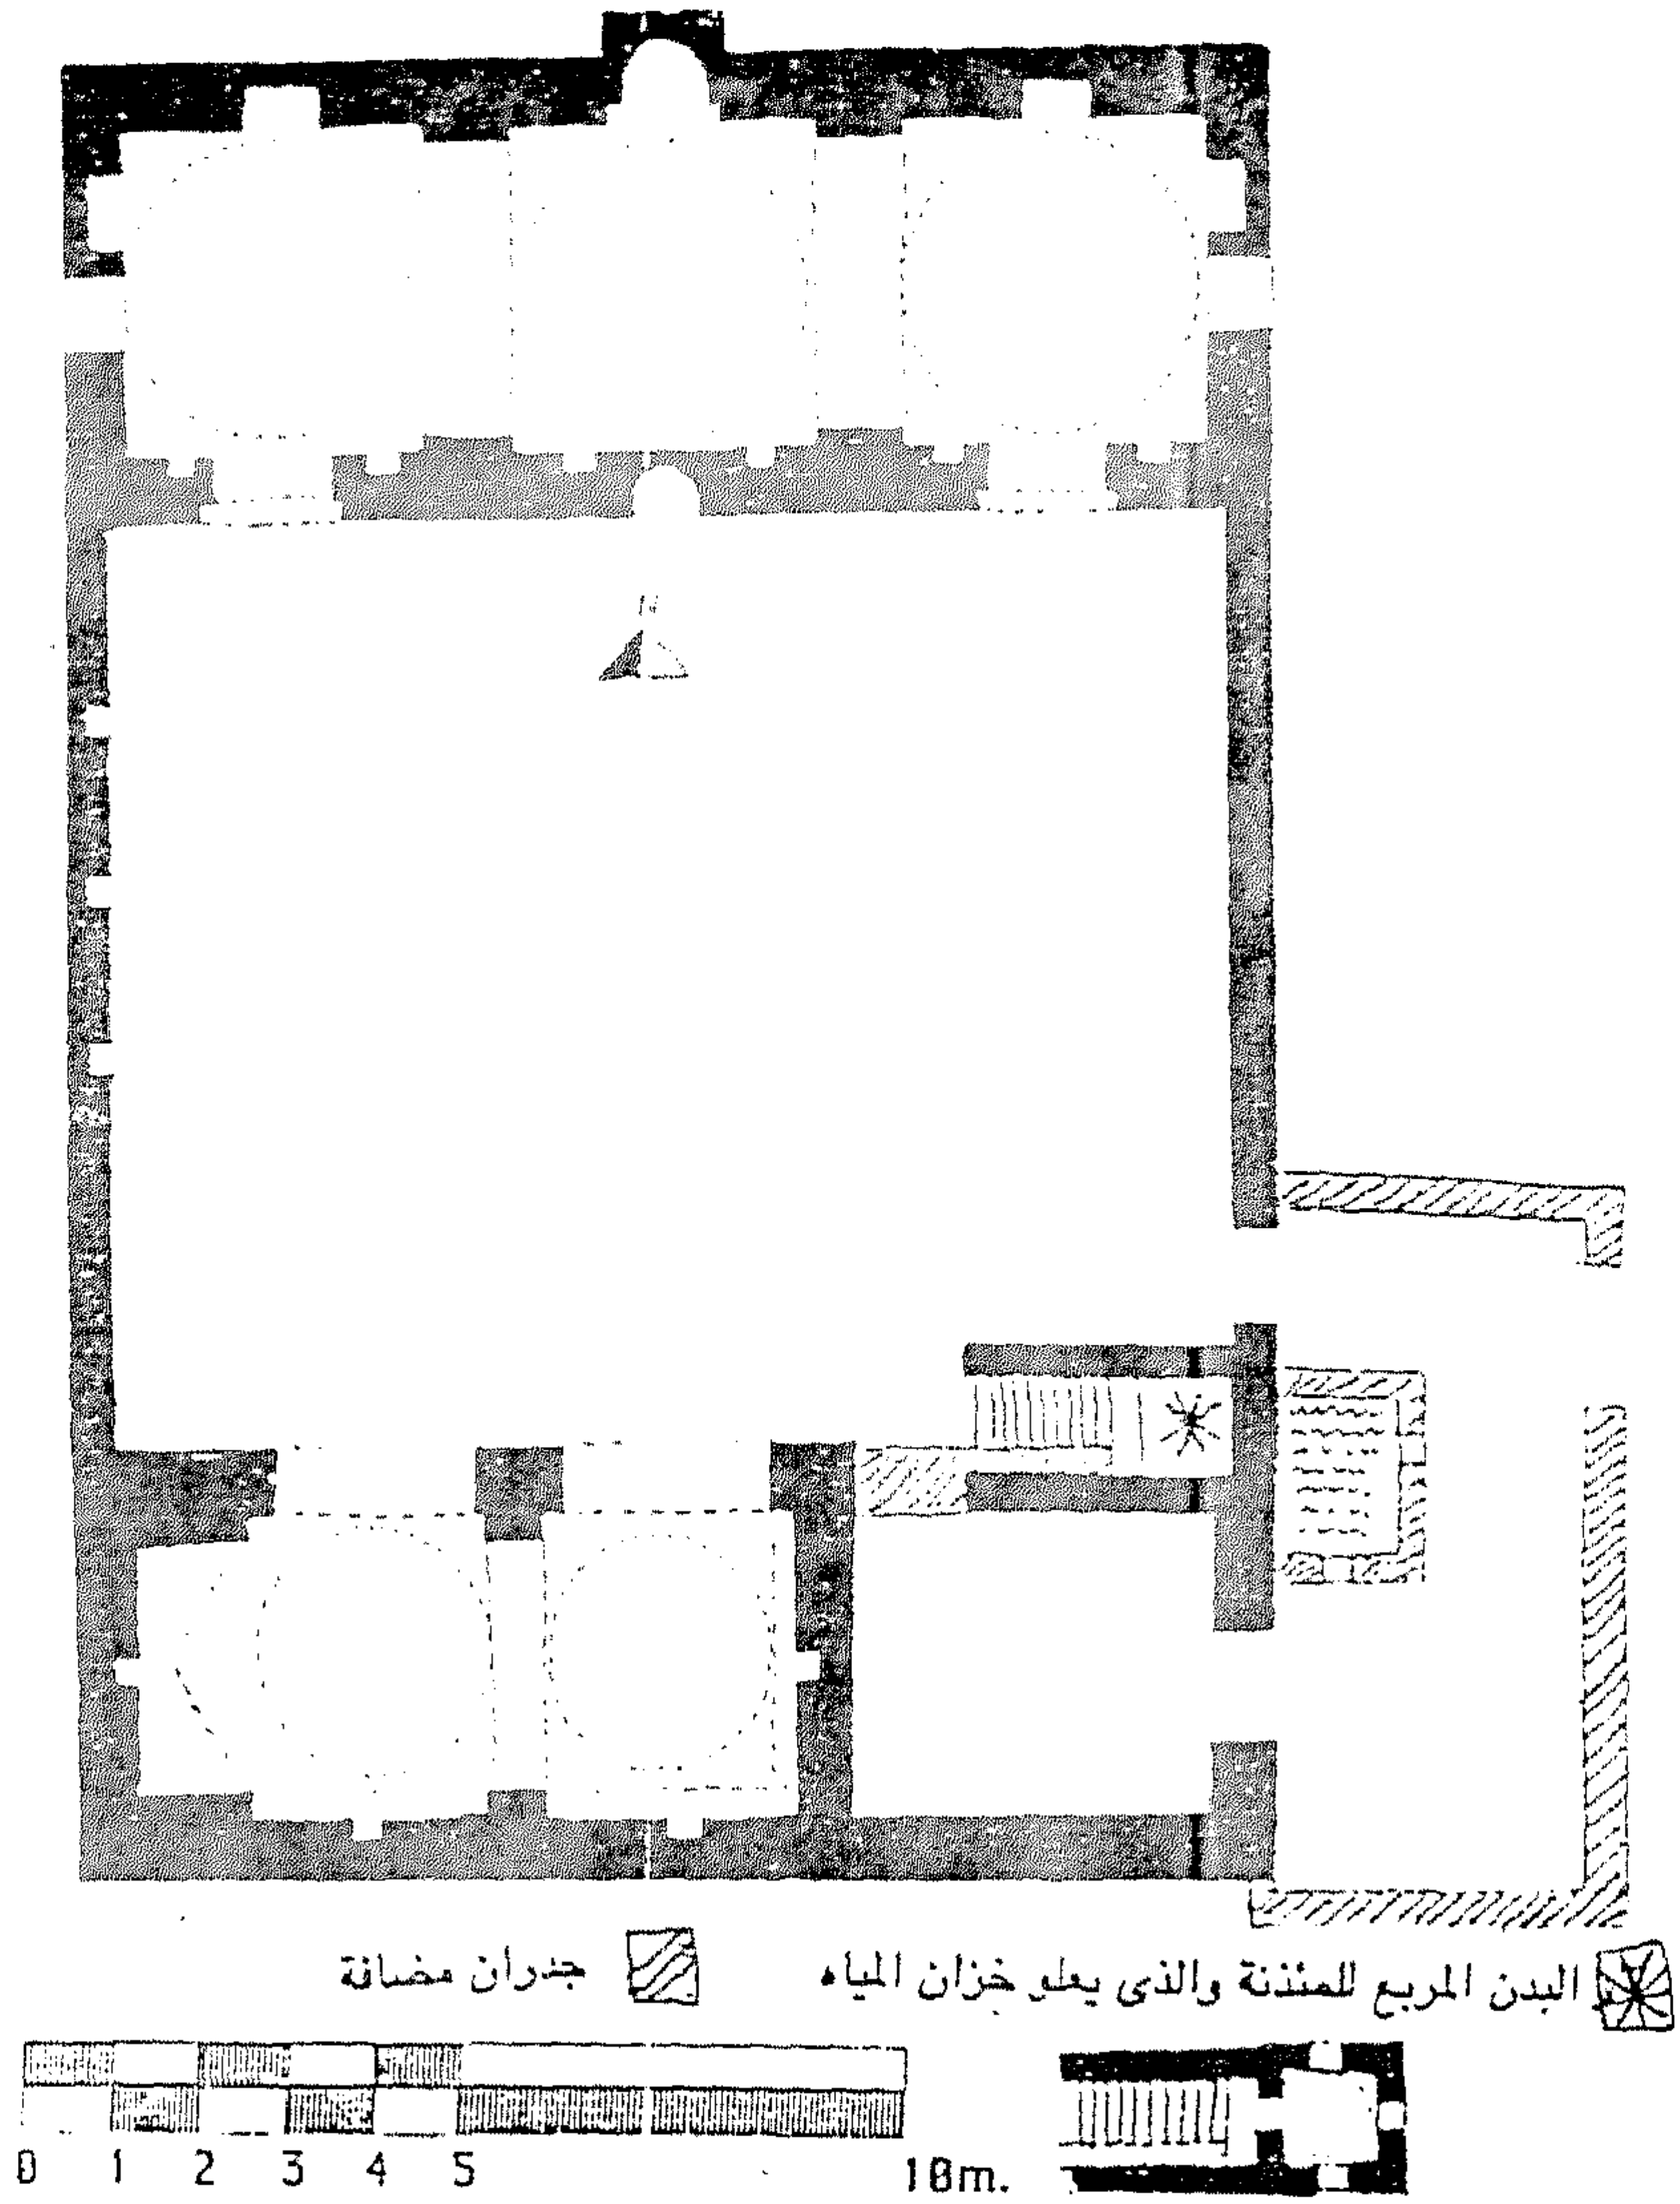 N
البدن المربع للمئذنة والذى يعلو خزان المياه
جدران مضافة
0 1 2 3 4 5 10m.